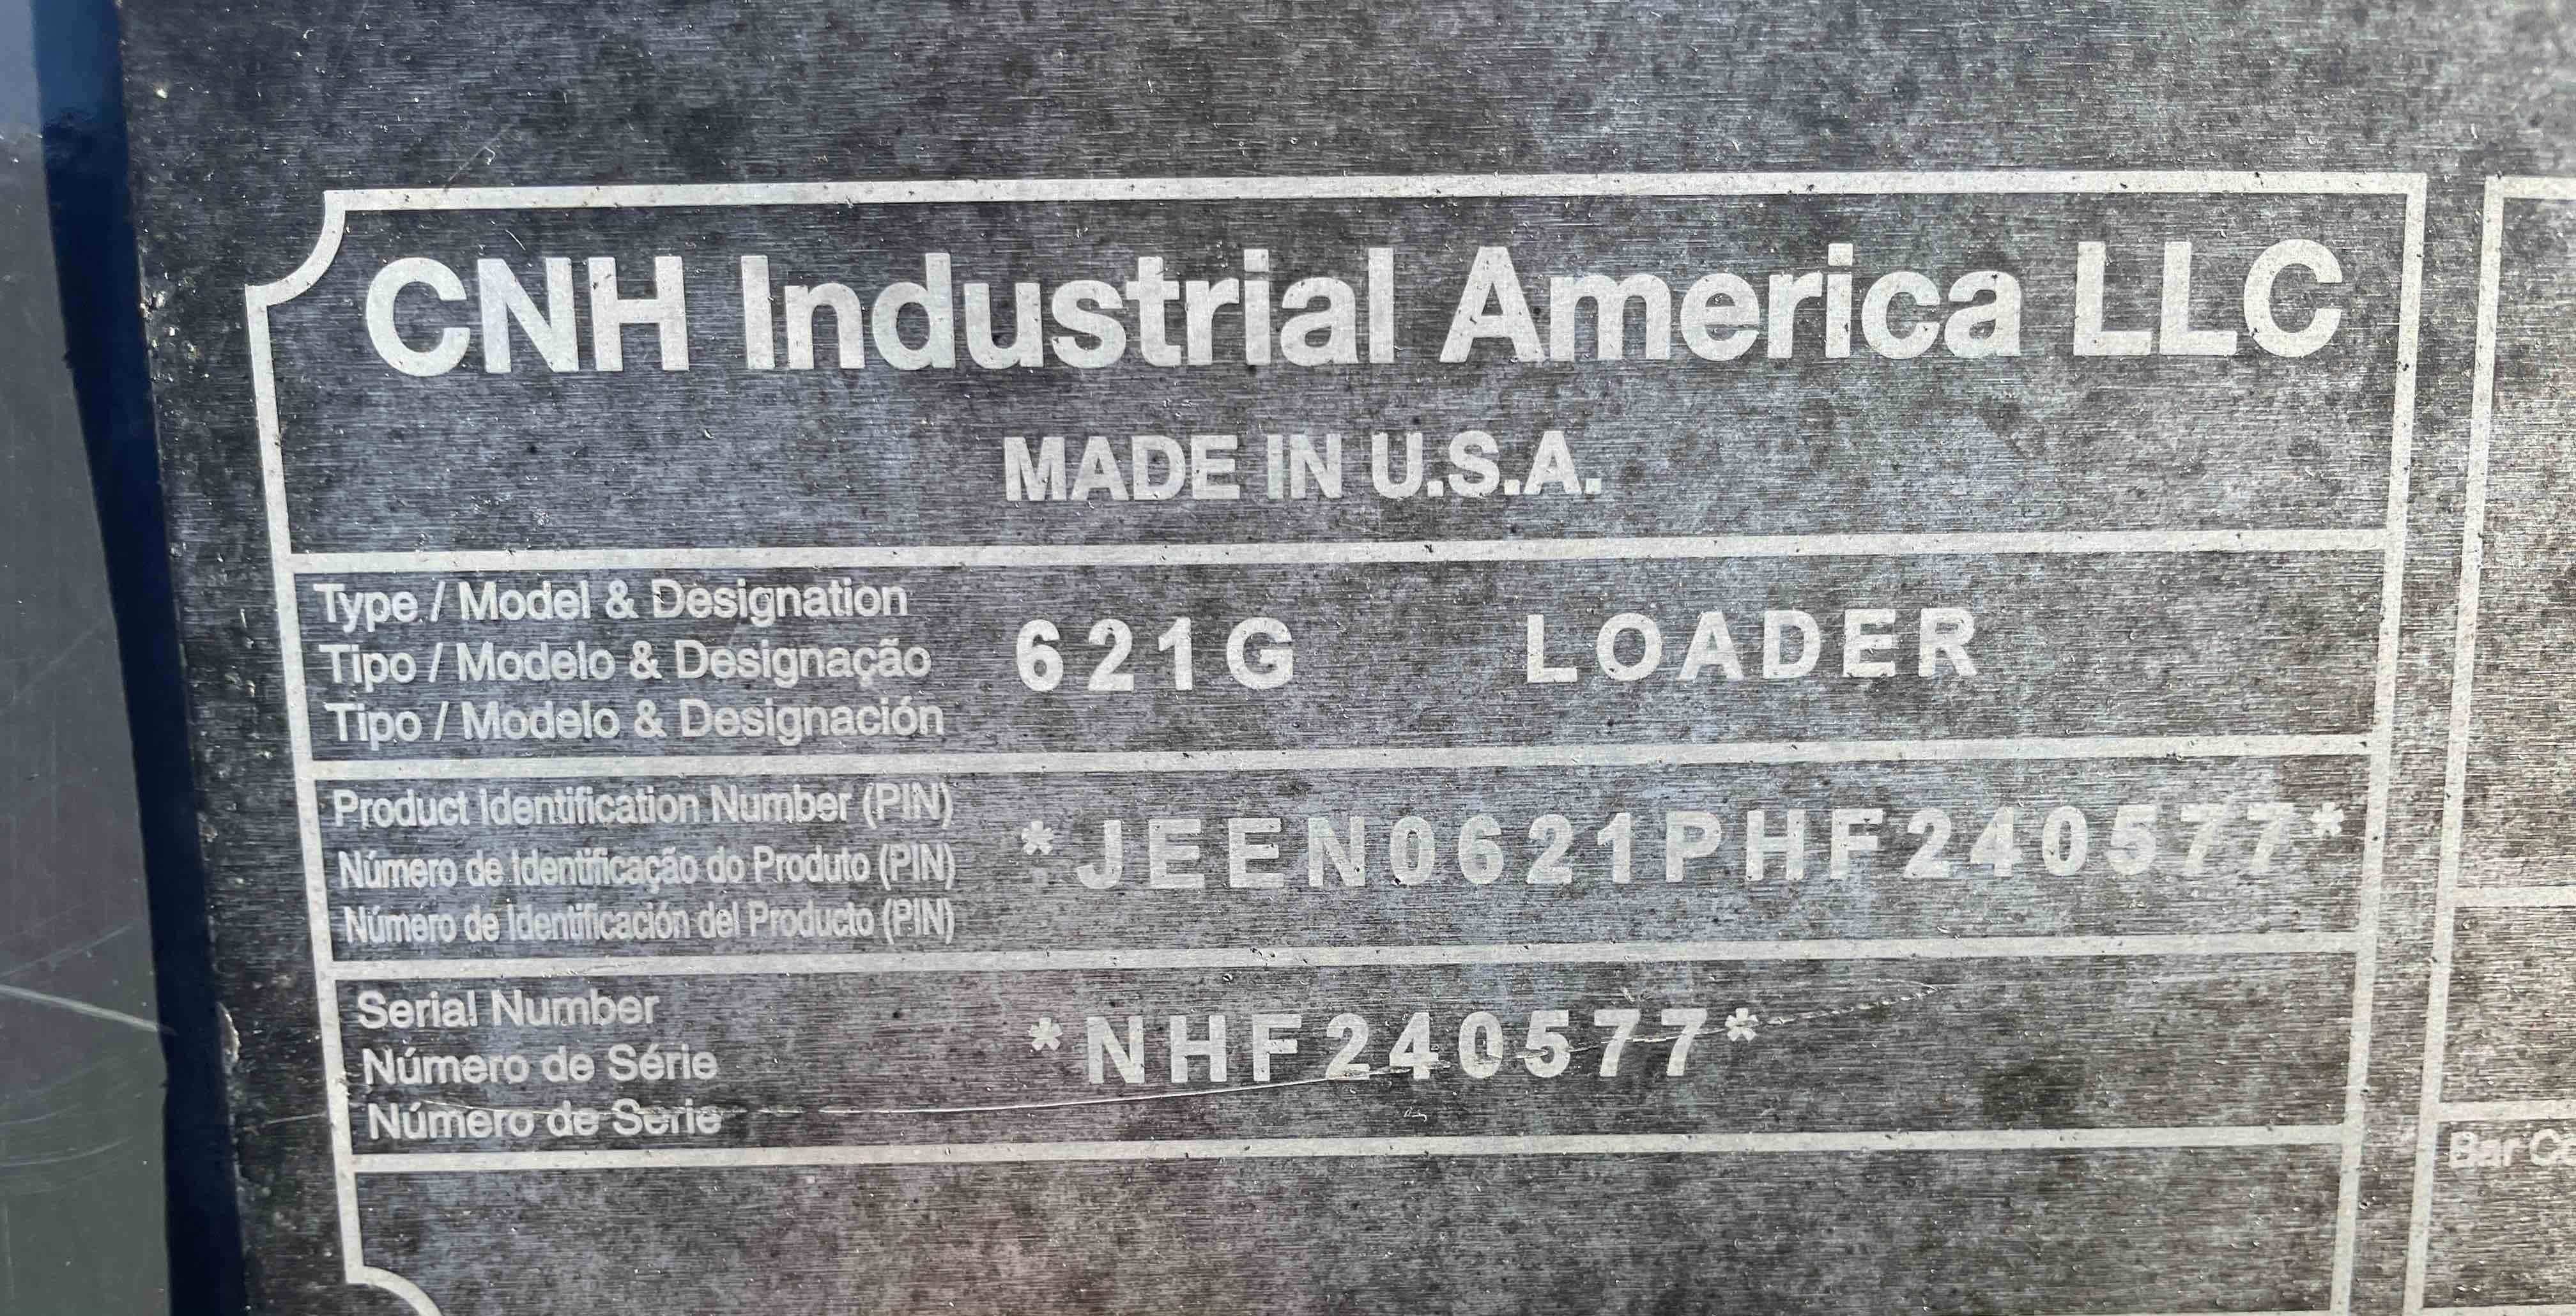 CNH Industrial America LLC
MADE IN U.S.A.
Type / Model & Designation
Tipo / Modelo & Designação
Tipo / Modelo & Designación
621G LOADER
Product Identification Number (PIN)
Número de Identificação do Produto (PIN)
Número de Identificación del Producto (PIN)
*JEEN0621PHF240577*
Serial Number
Número de Série
Número de Serie
*NHF240577*
Bar